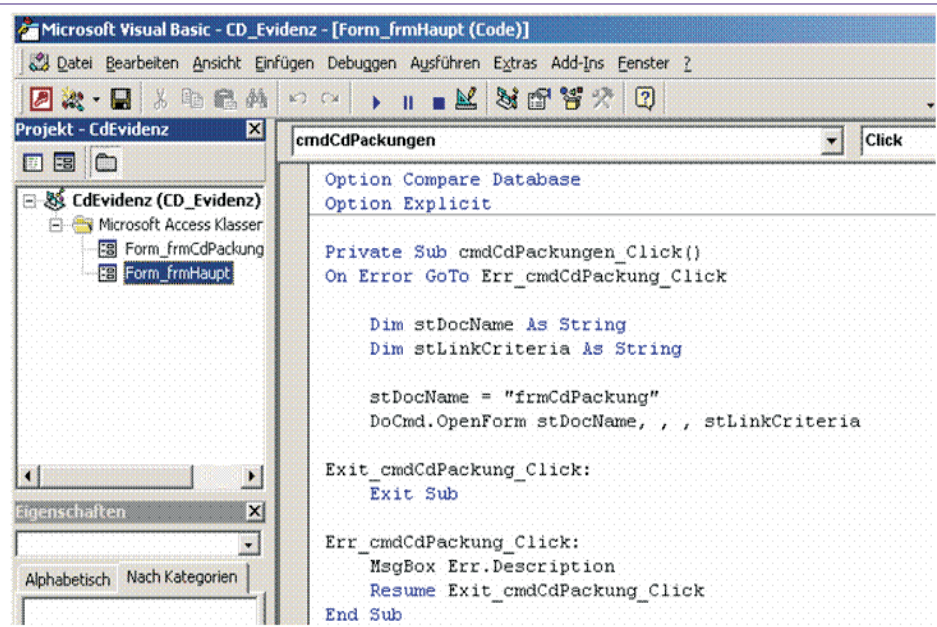 Microsoft Visual Basic - CD_Evidenz - [Form_frmHaupt (Code)]
Datei Bearbeiten Ansicht Einfügen Debuggen Ausführen Extras Add-Ins Fenster ?
Projekt - CdEvidenz
CdEvidenz (CD_Evidenz)
Microsoft Access Klasser
Form_frmCdPackung
Form_frmHaupt
Eigenschaften
Alphabetisch Nach Kategorien
cmdCdPackungen Click
Option Compare Database
Option Explicit
Private Sub cmdCdPackungen_Click()
On Error GoTo Err_cmdCdPackung_Click
Dim stDocName As String
Dim stLinkCriteria As String
stDocName = "frmCdPackung"
DoCmd.OpenForm stDocName, , , stLinkCriteria
Exit_cmdCdPackung_Click:
Exit Sub
Err_cmdCdPackung_Click:
MsgBox Err.Description
Resume Exit_cmdCdPackung_Click
End Sub